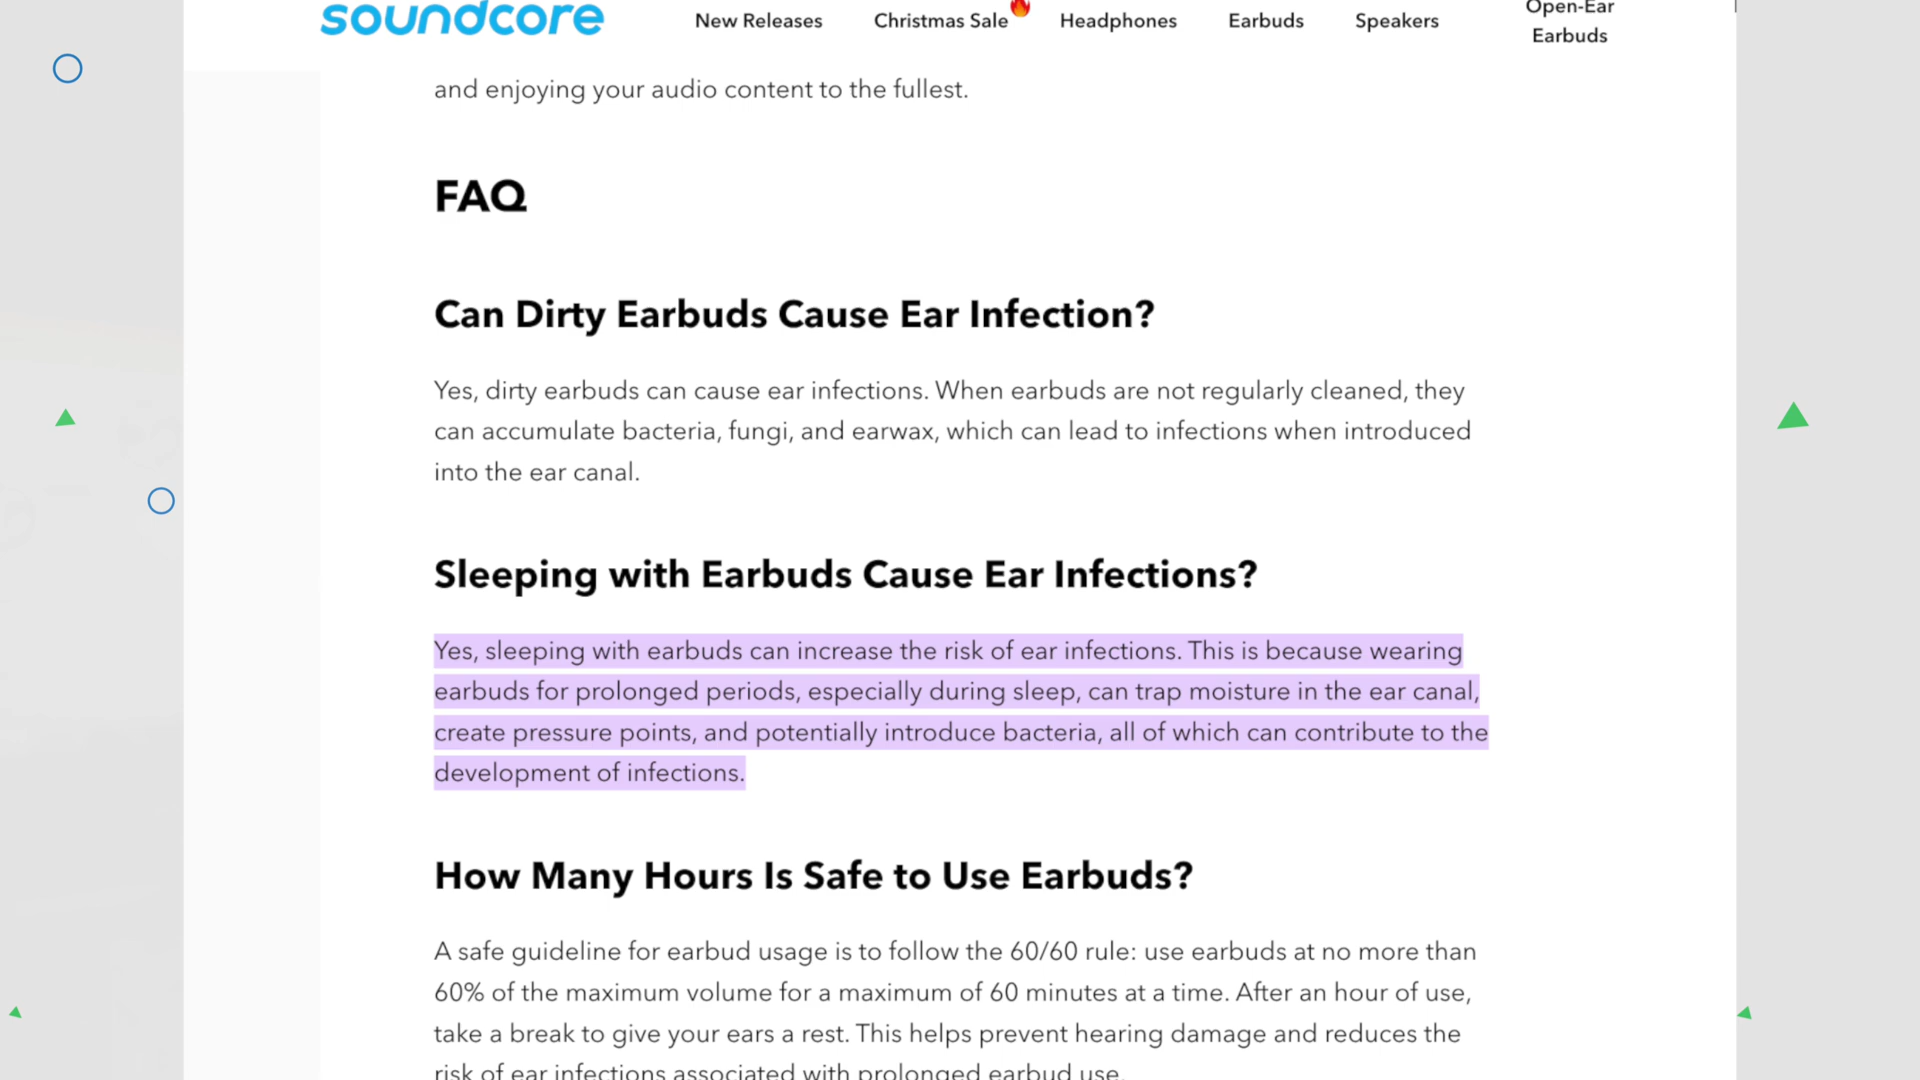 soundcore
New Releases
Christmas Sale
Headphones
Earbuds
Speakers
Open-Ear
Earbuds
and enjoying your audio content to the fullest.
FAQ
Can Dirty Earbuds Cause Ear Infection?
Yes, dirty earbuds can cause ear infections. When earbuds are not regularly cleaned, they
can accumulate bacteria, fungi, and earwax, which can lead to infections when introduced
into the ear canal.
Sleeping with Earbuds Cause Ear Infections?
Yes, sleeping with earbuds can increase the risk of ear infections. This is because wearing
earbuds for prolonged periods, especially during sleep, can trap moisture in the ear canal,
create pressure points, and potentially introduce bacteria, all of which can contribute to the
development of infections.
How Many Hours Is Safe to Use Earbuds?
A safe guideline for earbud usage is to follow the 60/60 rule: use earbuds at no more than
60% of the maximum volume for a maximum of 60 minutes at a time. After an hour of use,
take a break to give your ears a rest. This helps prevent hearing damage and reduces the
risk of ear infections associated with prolonged earbud use.